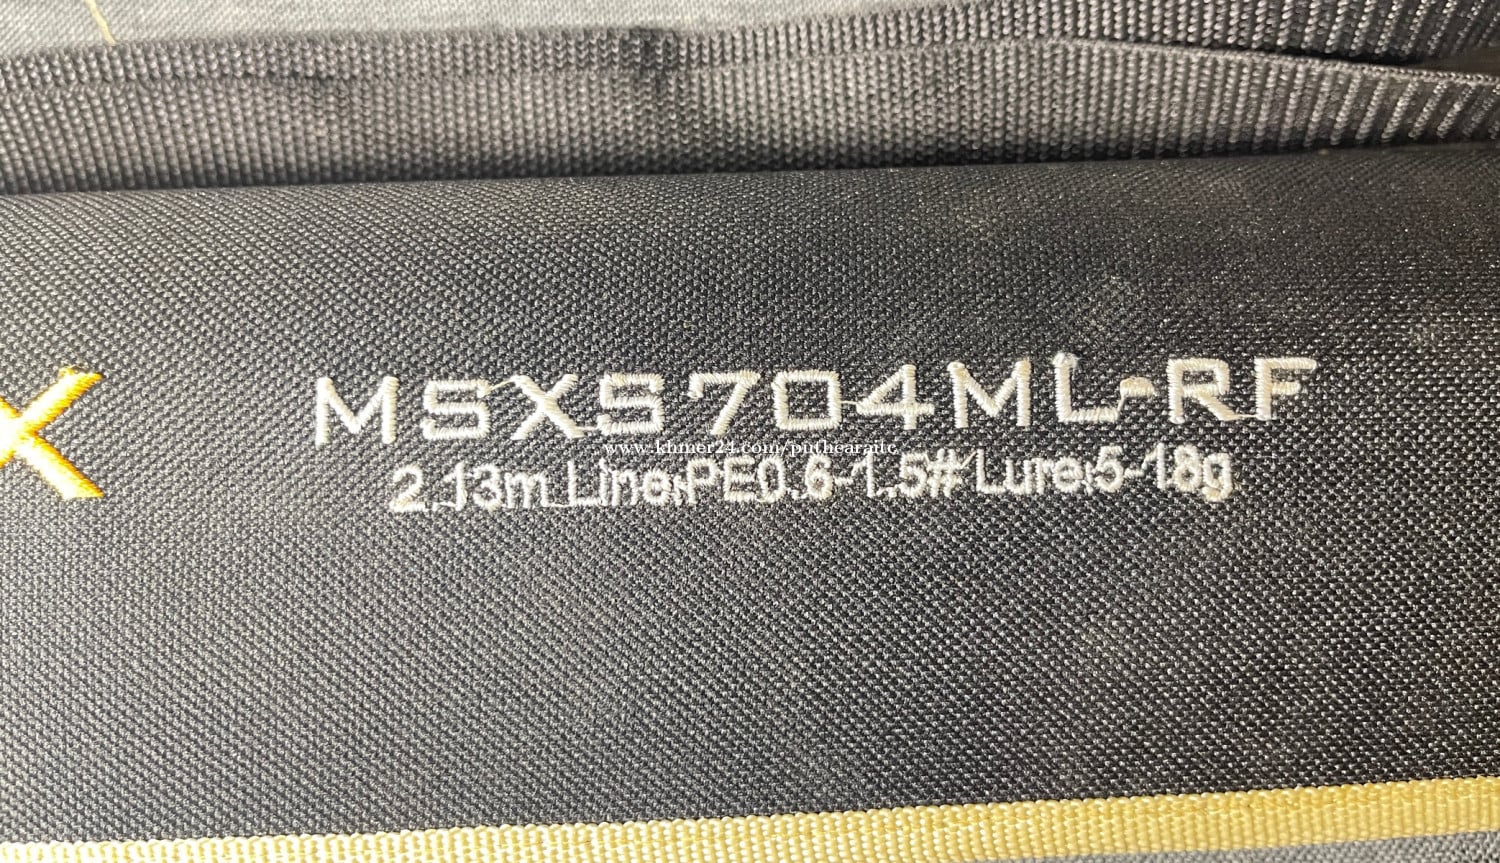 X MSXS704ML-RF
www.khmer24.com/puthearaitc
2.13m Line:PE0.6-1.5# Lure:5-18g